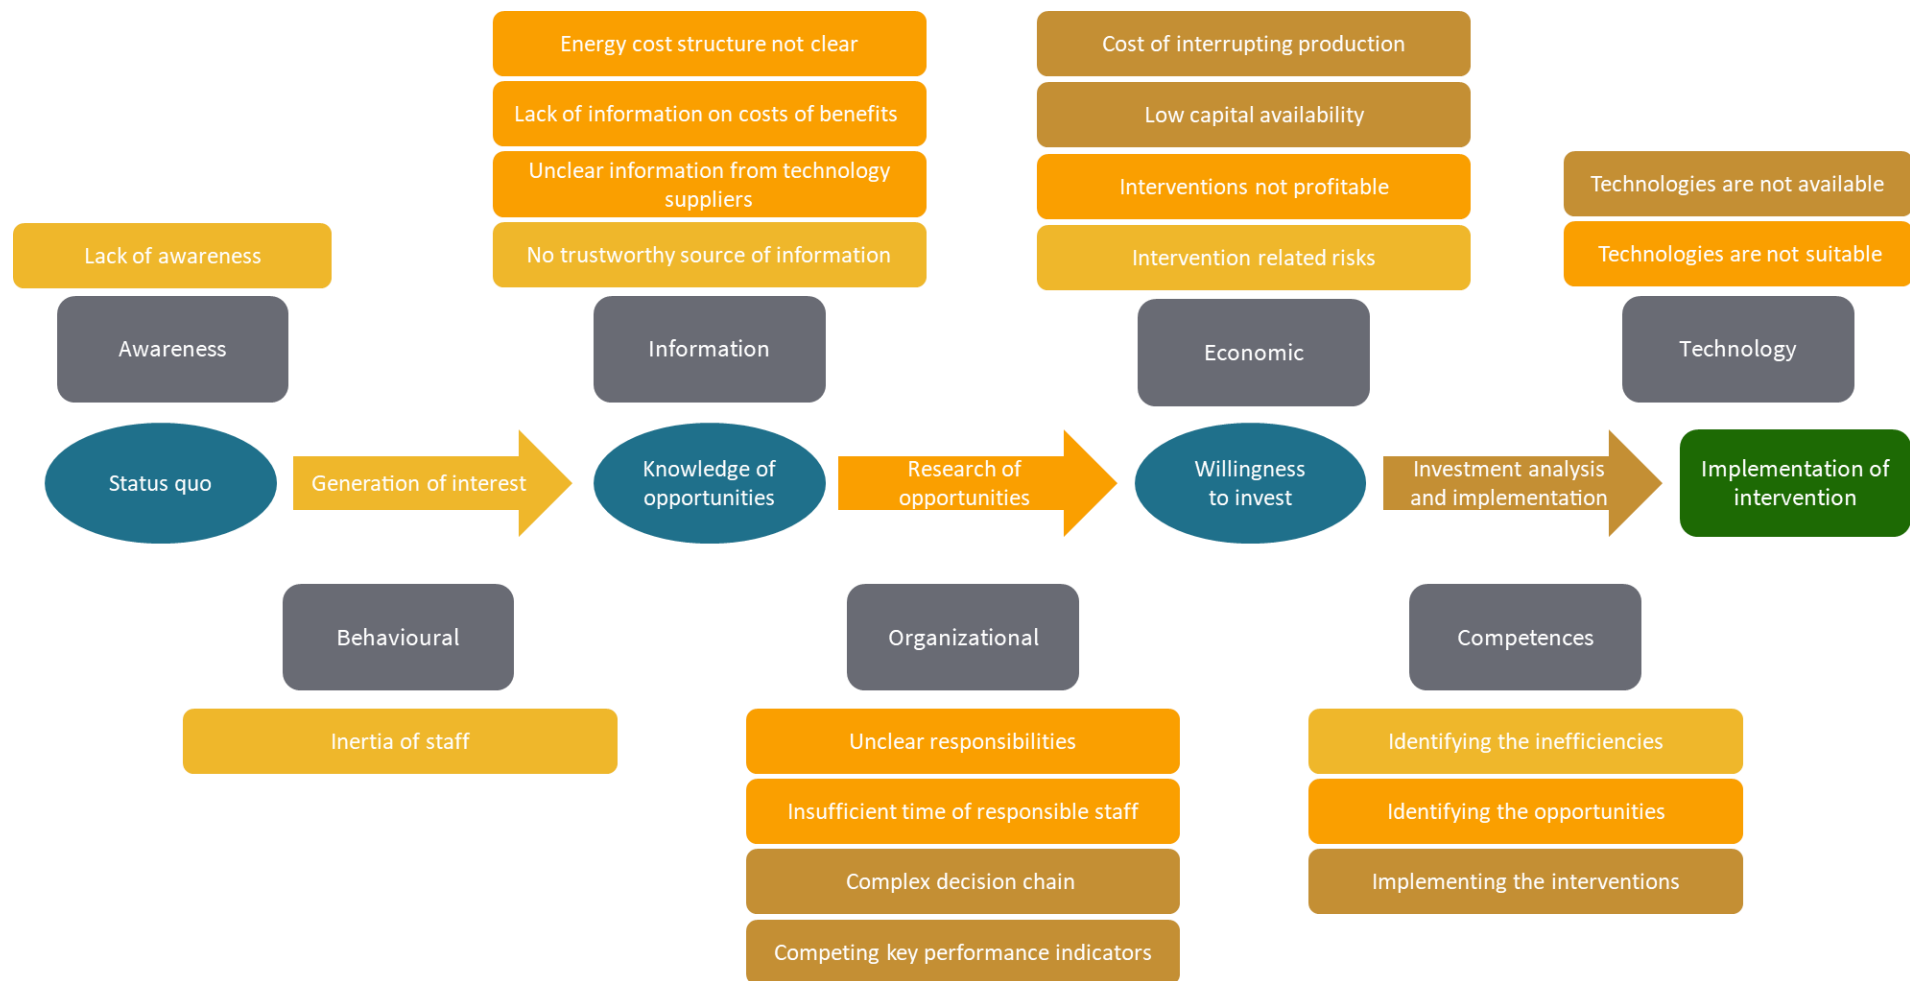 Energy cost structure not clear
Lack of information on costs of benefits
Unclear information from technology
suppliers
No trustworthy source of information
Cost of interrupting production
Low capital availability
Interventions not profitable
Intervention related risks
Technologies are not available
Technologies are not suitable
Lack of awareness
Awareness
Information
Economic
Technology
Status quo
Generation of interest
Knowledge of
opportunities
Research of
opportunities
Willingness
to invest
Investment analysis
and implementation
Implementation of
intervention
Behavioural
Organizational
Competences
Inertia of staff
Unclear responsibilities
Insufficient time of responsible staff
Complex decision chain
Competing key performance indicators
Identifying the inefficiencies
Identifying the opportunities
Implementing the interventions